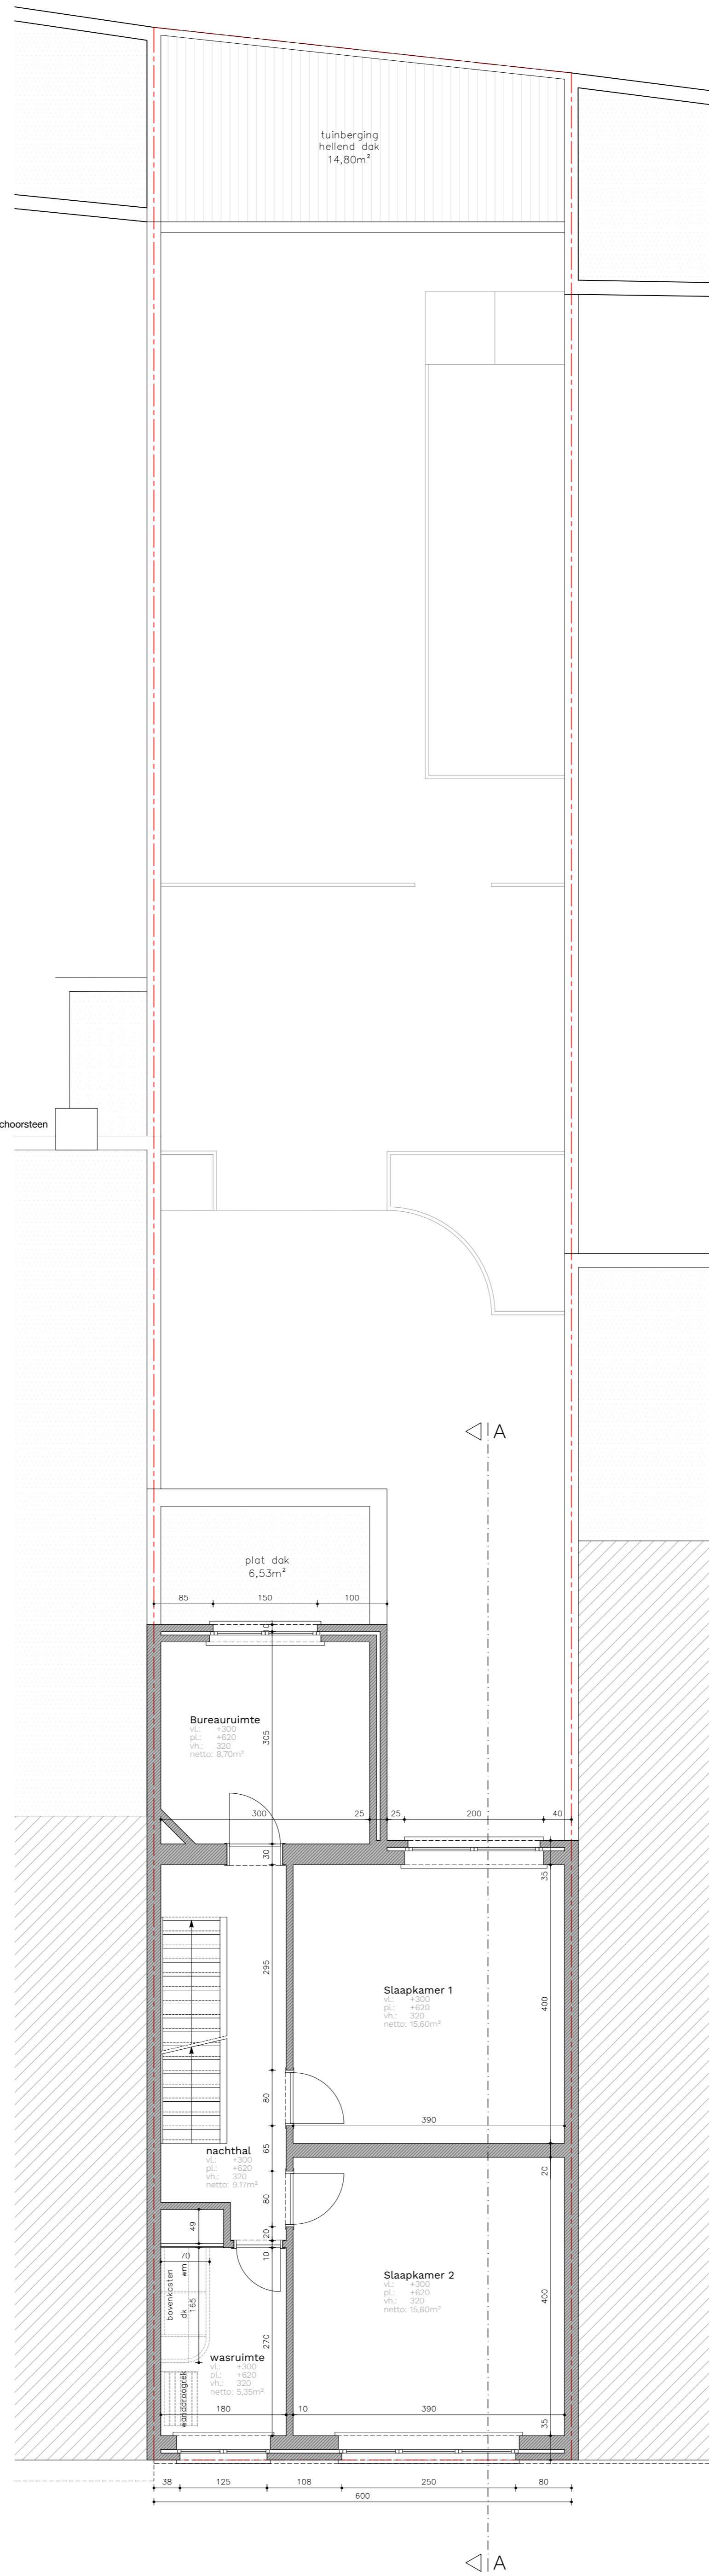 tuinberging
hellend dak
14,80m²
choorsteen
A
plat dak
6,53m²
85
150
100
Bureauruimte
vl.: +300
pl.: +620
vh.: 320
netto: 8,70m²
305
300
25
25
200
40
30
35
295
Slaapkamer 1
vl.: +300
pl.: +620
vh.: 320
netto: 15,60m²
400
80
390
65
nachthal
vl.: +300
pl.: +620
vh.: 320
netto: 9,17m²
20
80
49
20
10
70
bovenkasten
wm
dk
165
Slaapkamer 2
vl.: +300
pl.: +620
vh.: 320
netto: 15,60m²
400
270
wasruimte
vl.: +300
pl.: +620
vh.: 320
netto: 5,35m²
wanddroogrek
180
10
390
35
38
125
108
250
80
600
A